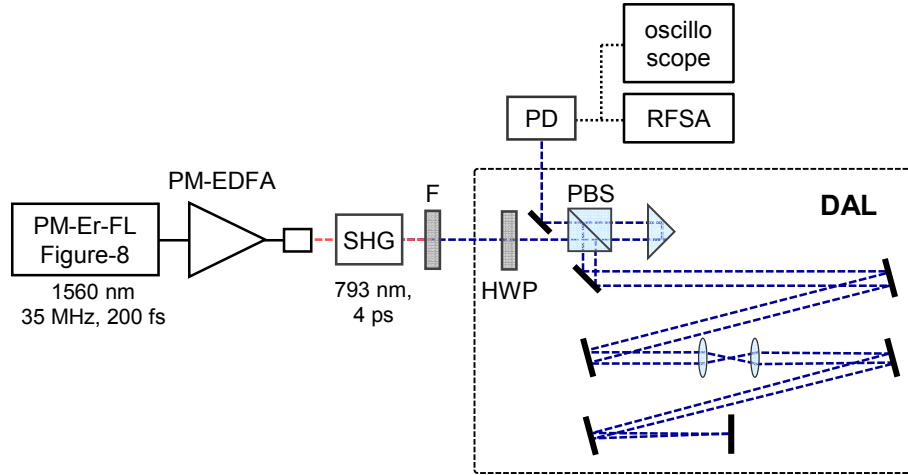 oscillo
scope
PD
RFSA
PM-EDFA
F
PBS
DAL
PM-Er-FL
Figure-8
SHG
HWP
1560 nm
35 MHz, 200 fs
793 nm,
4 ps